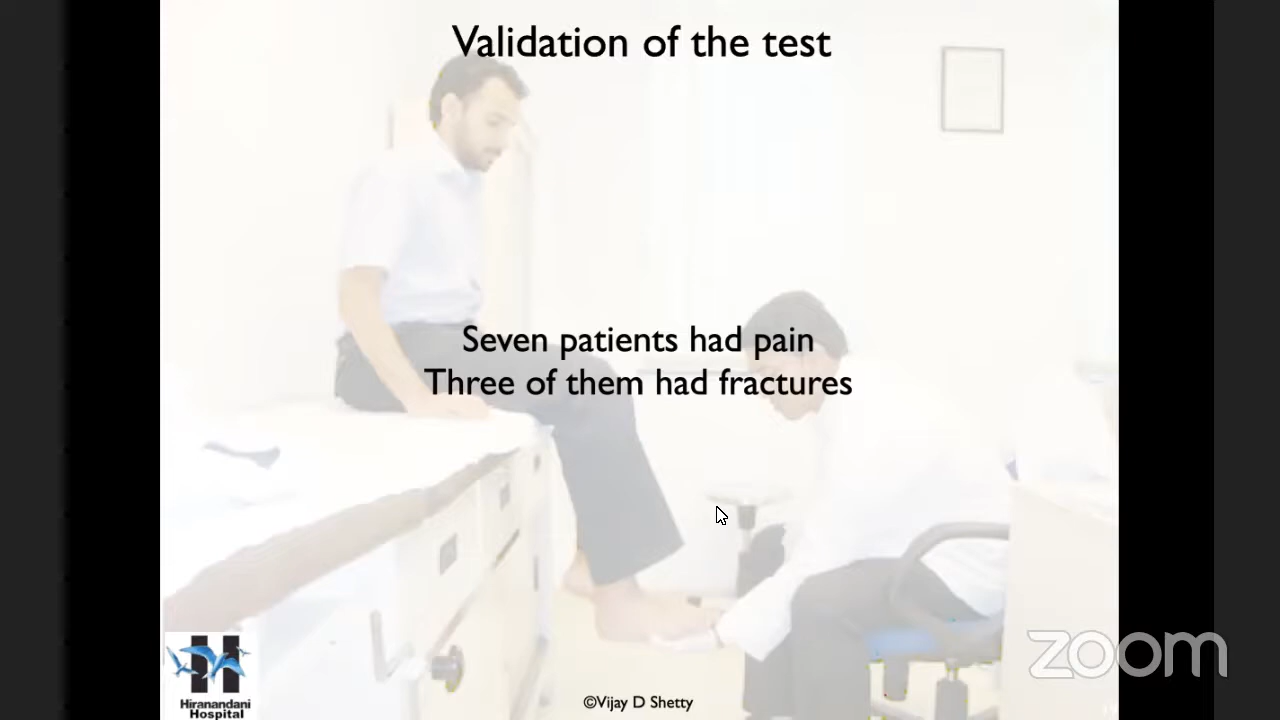 Validation of the test
Seven patients had pain
Three of them had fractures
©Vijay D Shetty
Hiranandani
Hospital
zoom